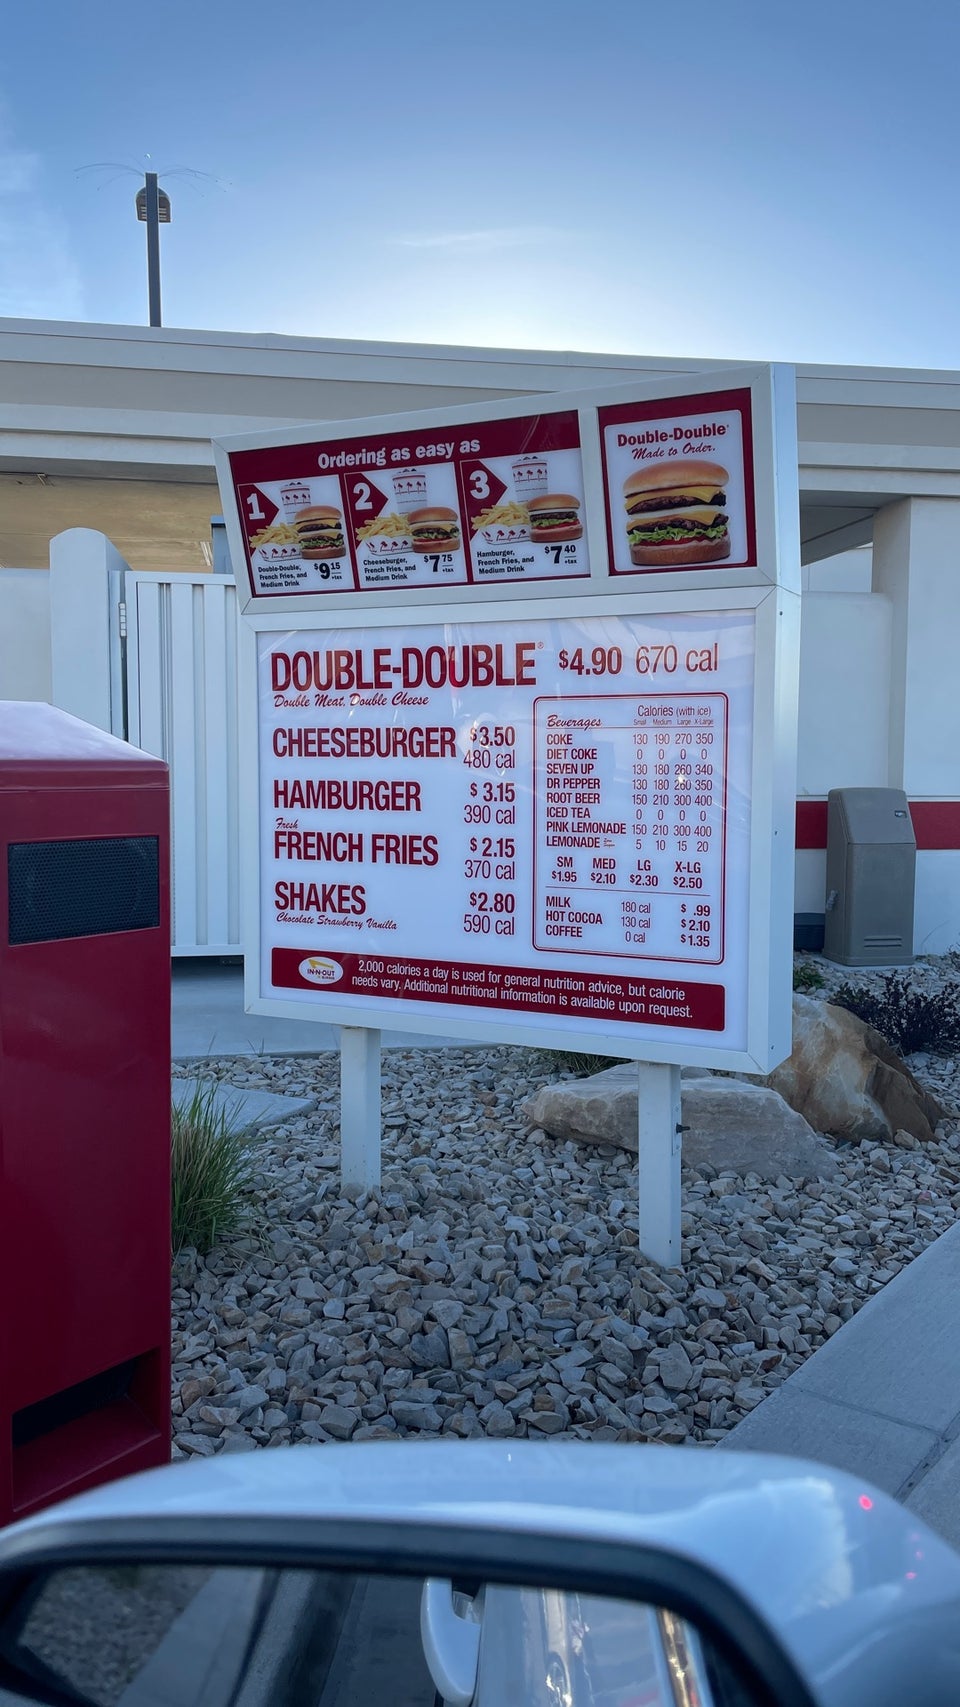 Ordering as easy as
1
Double-Double,
French Fries, and
Medium Drink
$9 15
+tax
2
Cheeseburger,
French Fries, and
Medium Drink
$7 75
+tax
3
Hamburger,
French Fries, and
Medium Drink
$7 40
+tax
Double-Double
Made to Order.
DOUBLE-DOUBLE® $4.90 670 cal
Double Meat, Double Cheese
CHEESEBURGER $3.50
480 cal
HAMBURGER $3.15
390 cal
Fresh
FRENCH FRIES $2.15
370 cal
SHAKES $2.80
Chocolate Strawberry Vanilla 590 cal
Calories (with ice)
Beverages Small Medium Large X-Large
COKE 130 190 270 350
DIET COKE 0 0 0 0
SEVEN UP 130 180 260 340
DR PEPPER 130 180 260 350
ROOT BEER 150 210 300 400
ICED TEA 0 0 0 0
PINK LEMONADE 150 210 300 400
LEMONADE 5 10 15 20
SM MED LG X-LG
$1.95 $2.10 $2.30 $2.50
MILK 180 cal $ .99
HOT COCOA 130 cal $2.10
COFFEE 0 cal $1.35
IN-N-OUT
2,000 calories a day is used for general nutrition advice, but calorie
needs vary. Additional nutritional information is available upon request.